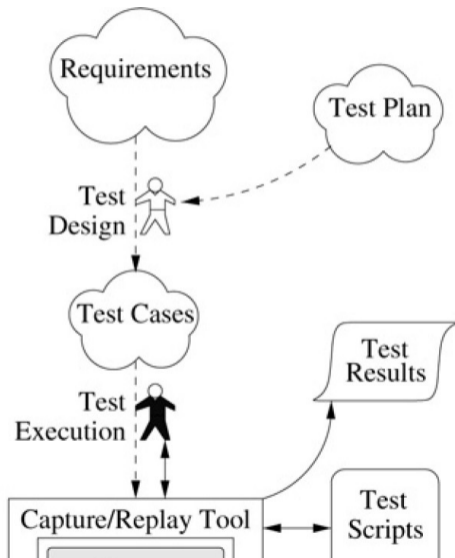 Requirements
Test Plan
Test
Design
Test Cases
Test
Execution
Test
Results
Capture/Replay Tool
Test
Scripts